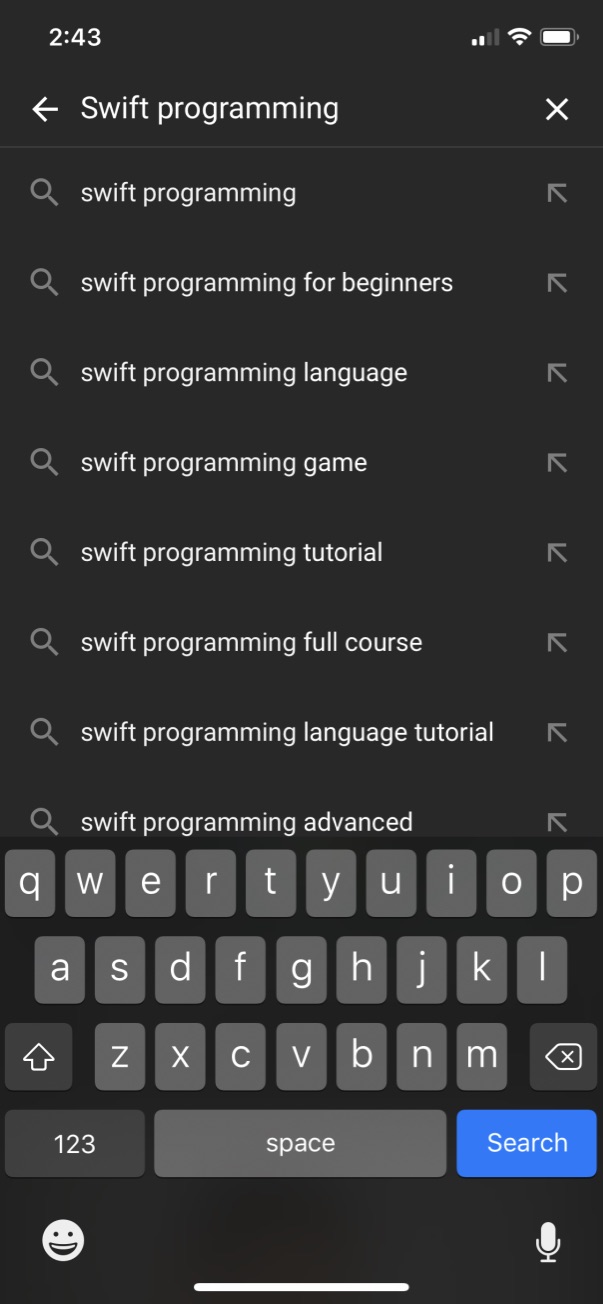 2:43
Swift programming
swift programming
swift programming for beginners
swift programming language
swift programming game
swift programming tutorial
swift programming full course
swift programming language tutorial
swift programming advanced
q w e r t y u i o p
a s d f g h j k l
z x c v b n m
123 space Search